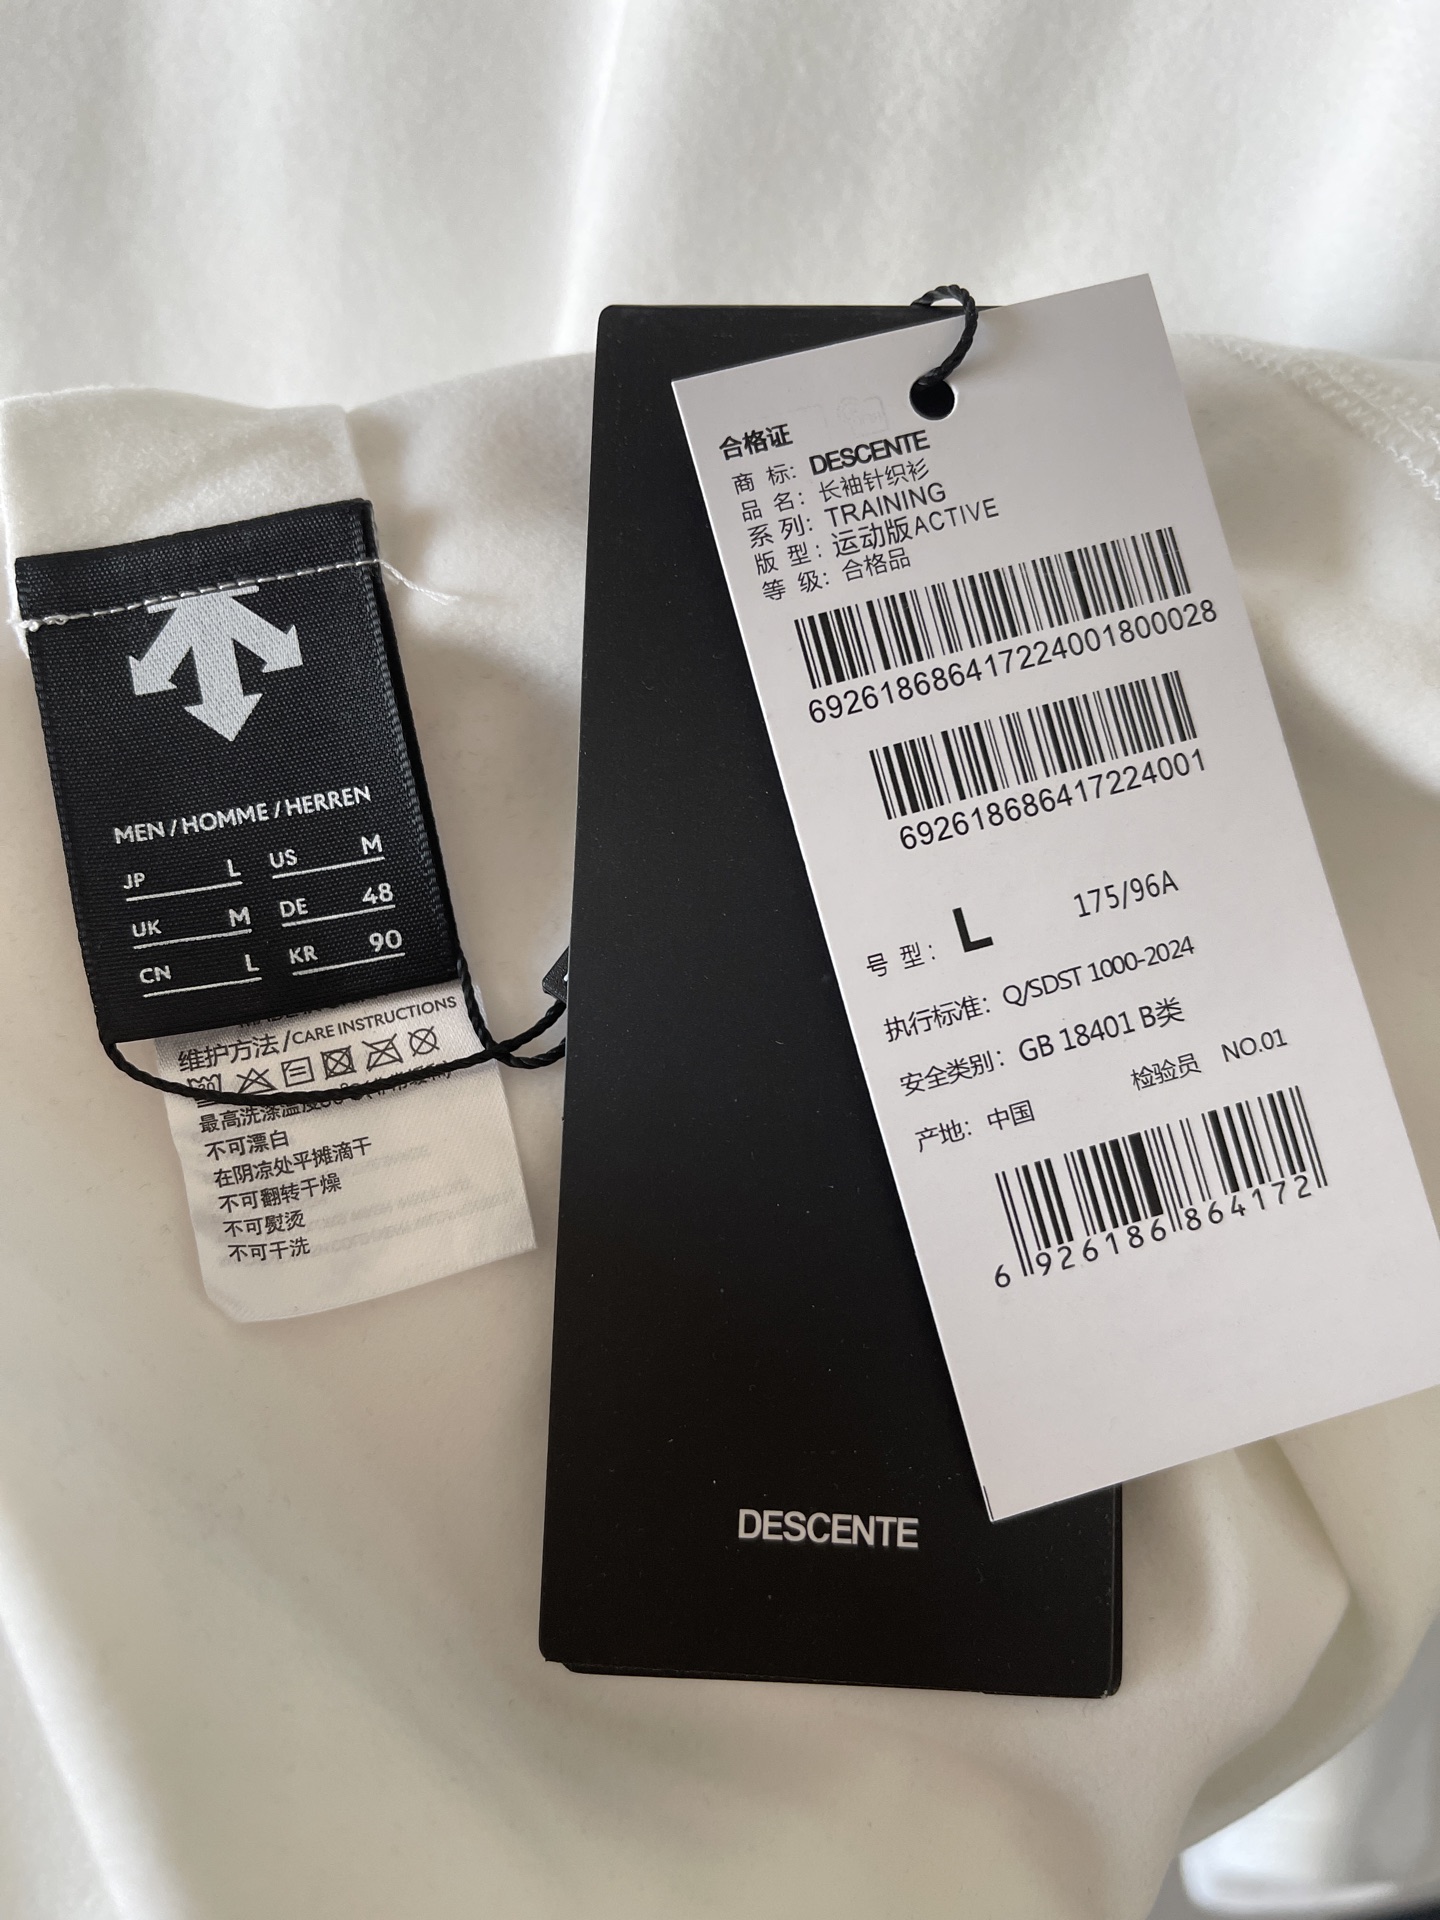 MEN / HOMME / HERREN
JP L US M
UK M DE 48
CN L KR 90
维护方法 / CARE INSTRUCTIONS
最高洗涤温度
不可漂白
在阴凉处平摊滴干
不可翻转干燥
不可熨烫
不可干洗
DESCENTE
合格证
商 标: DESCENTE
品 名: 长袖针织衫
系 列: TRAINING
版 型: 运动版ACTIVE
等 级: 合格品
69261868641722400​1800028
692618686417224001
号 型: L 175/96A
执行标准: Q/SDST 1000-2024
安全类别: GB 18401 B类
检验员 NO.01
产地: 中国
6 926186 864172